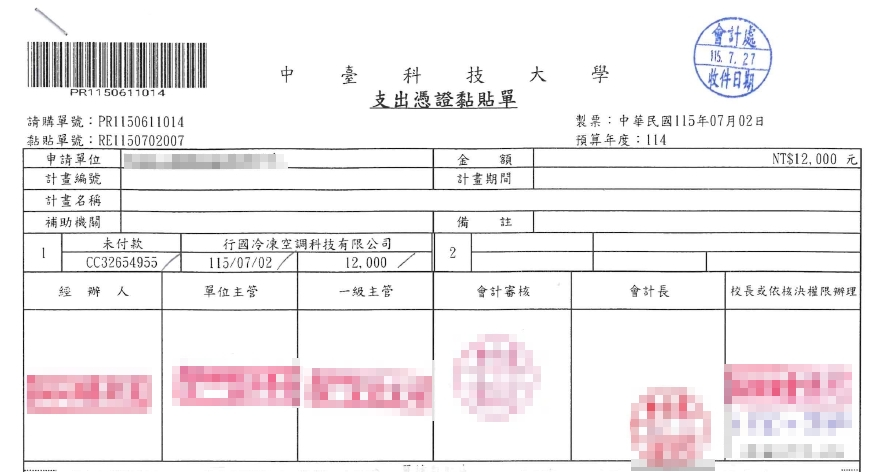 PR1150611014
中臺科技大學
支出憑證黏貼單
會計處
115. 7. 27
收件日期
請購單號：PR1150611014
黏貼單號：RE1150702007
製票：中華民國115年07月02日
預算年度：114
申請單位
金額 NT$12,000 元
計畫編號 計畫期間
計畫名稱
補助機關 備註
1 未付款 行國冷凍空調科技有限公司 2
CC32654955 115/07/02 12,000
經辦人 單位主管 一級主管 會計審核 會計長 校長或依核決權限辦理